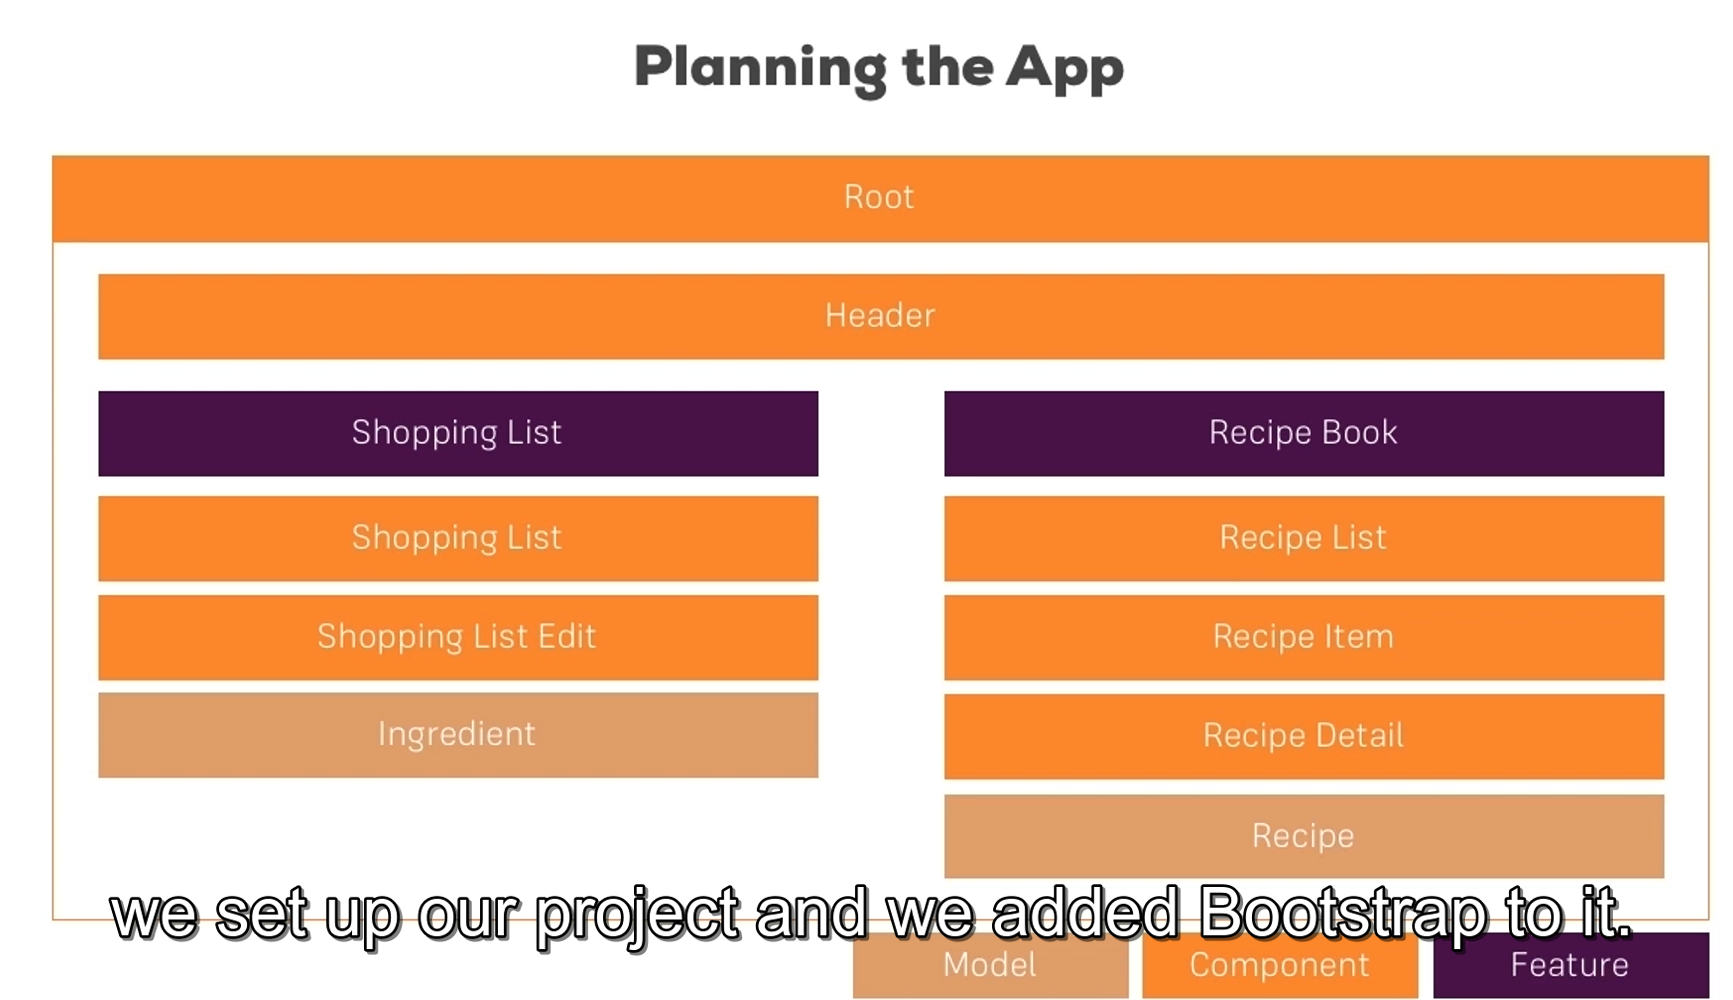 Planning the App
Root
Header
Shopping List
Shopping List
Shopping List Edit
Ingredient
Recipe Book
Recipe List
Recipe Item
Recipe Detail
Recipe
we set up our project and we added Bootstrap to it.
Model
Component
Feature